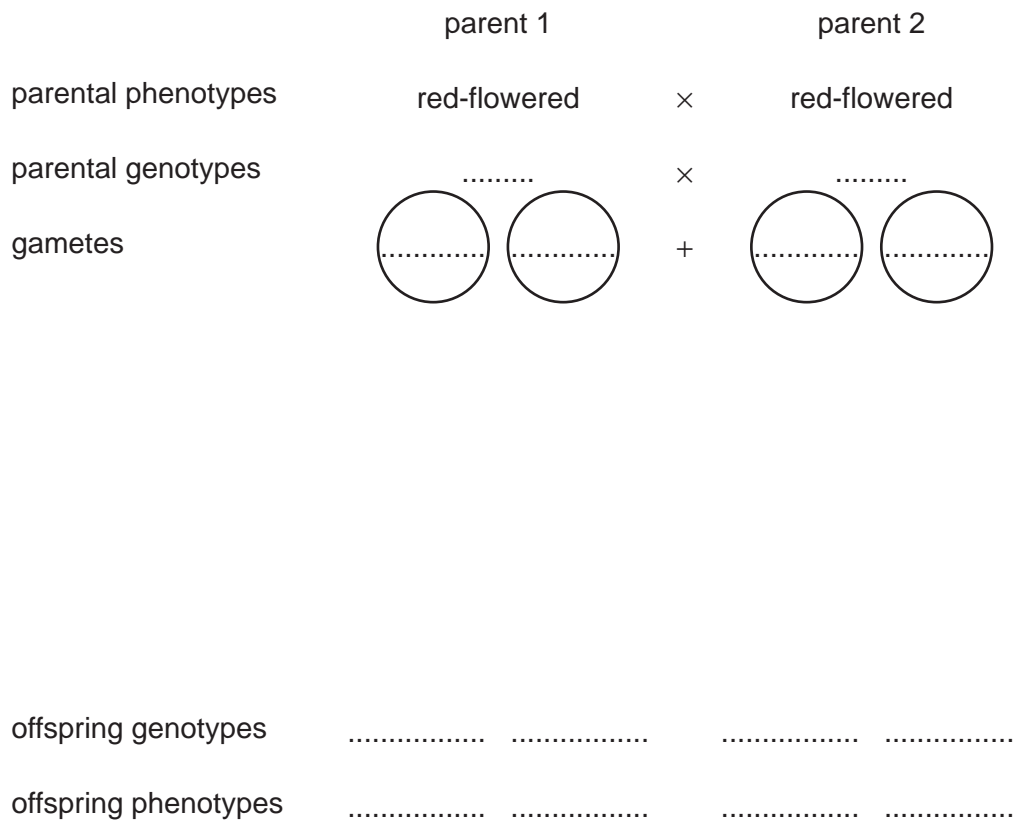 parent 1 parent 2
parental phenotypes red-flowered × red-flowered
parental genotypes ......... × .........
gametes ............. ............. + ............. .............
offspring genotypes ................. ................. ................. ................
offspring phenotypes ................. ................. ................. ................